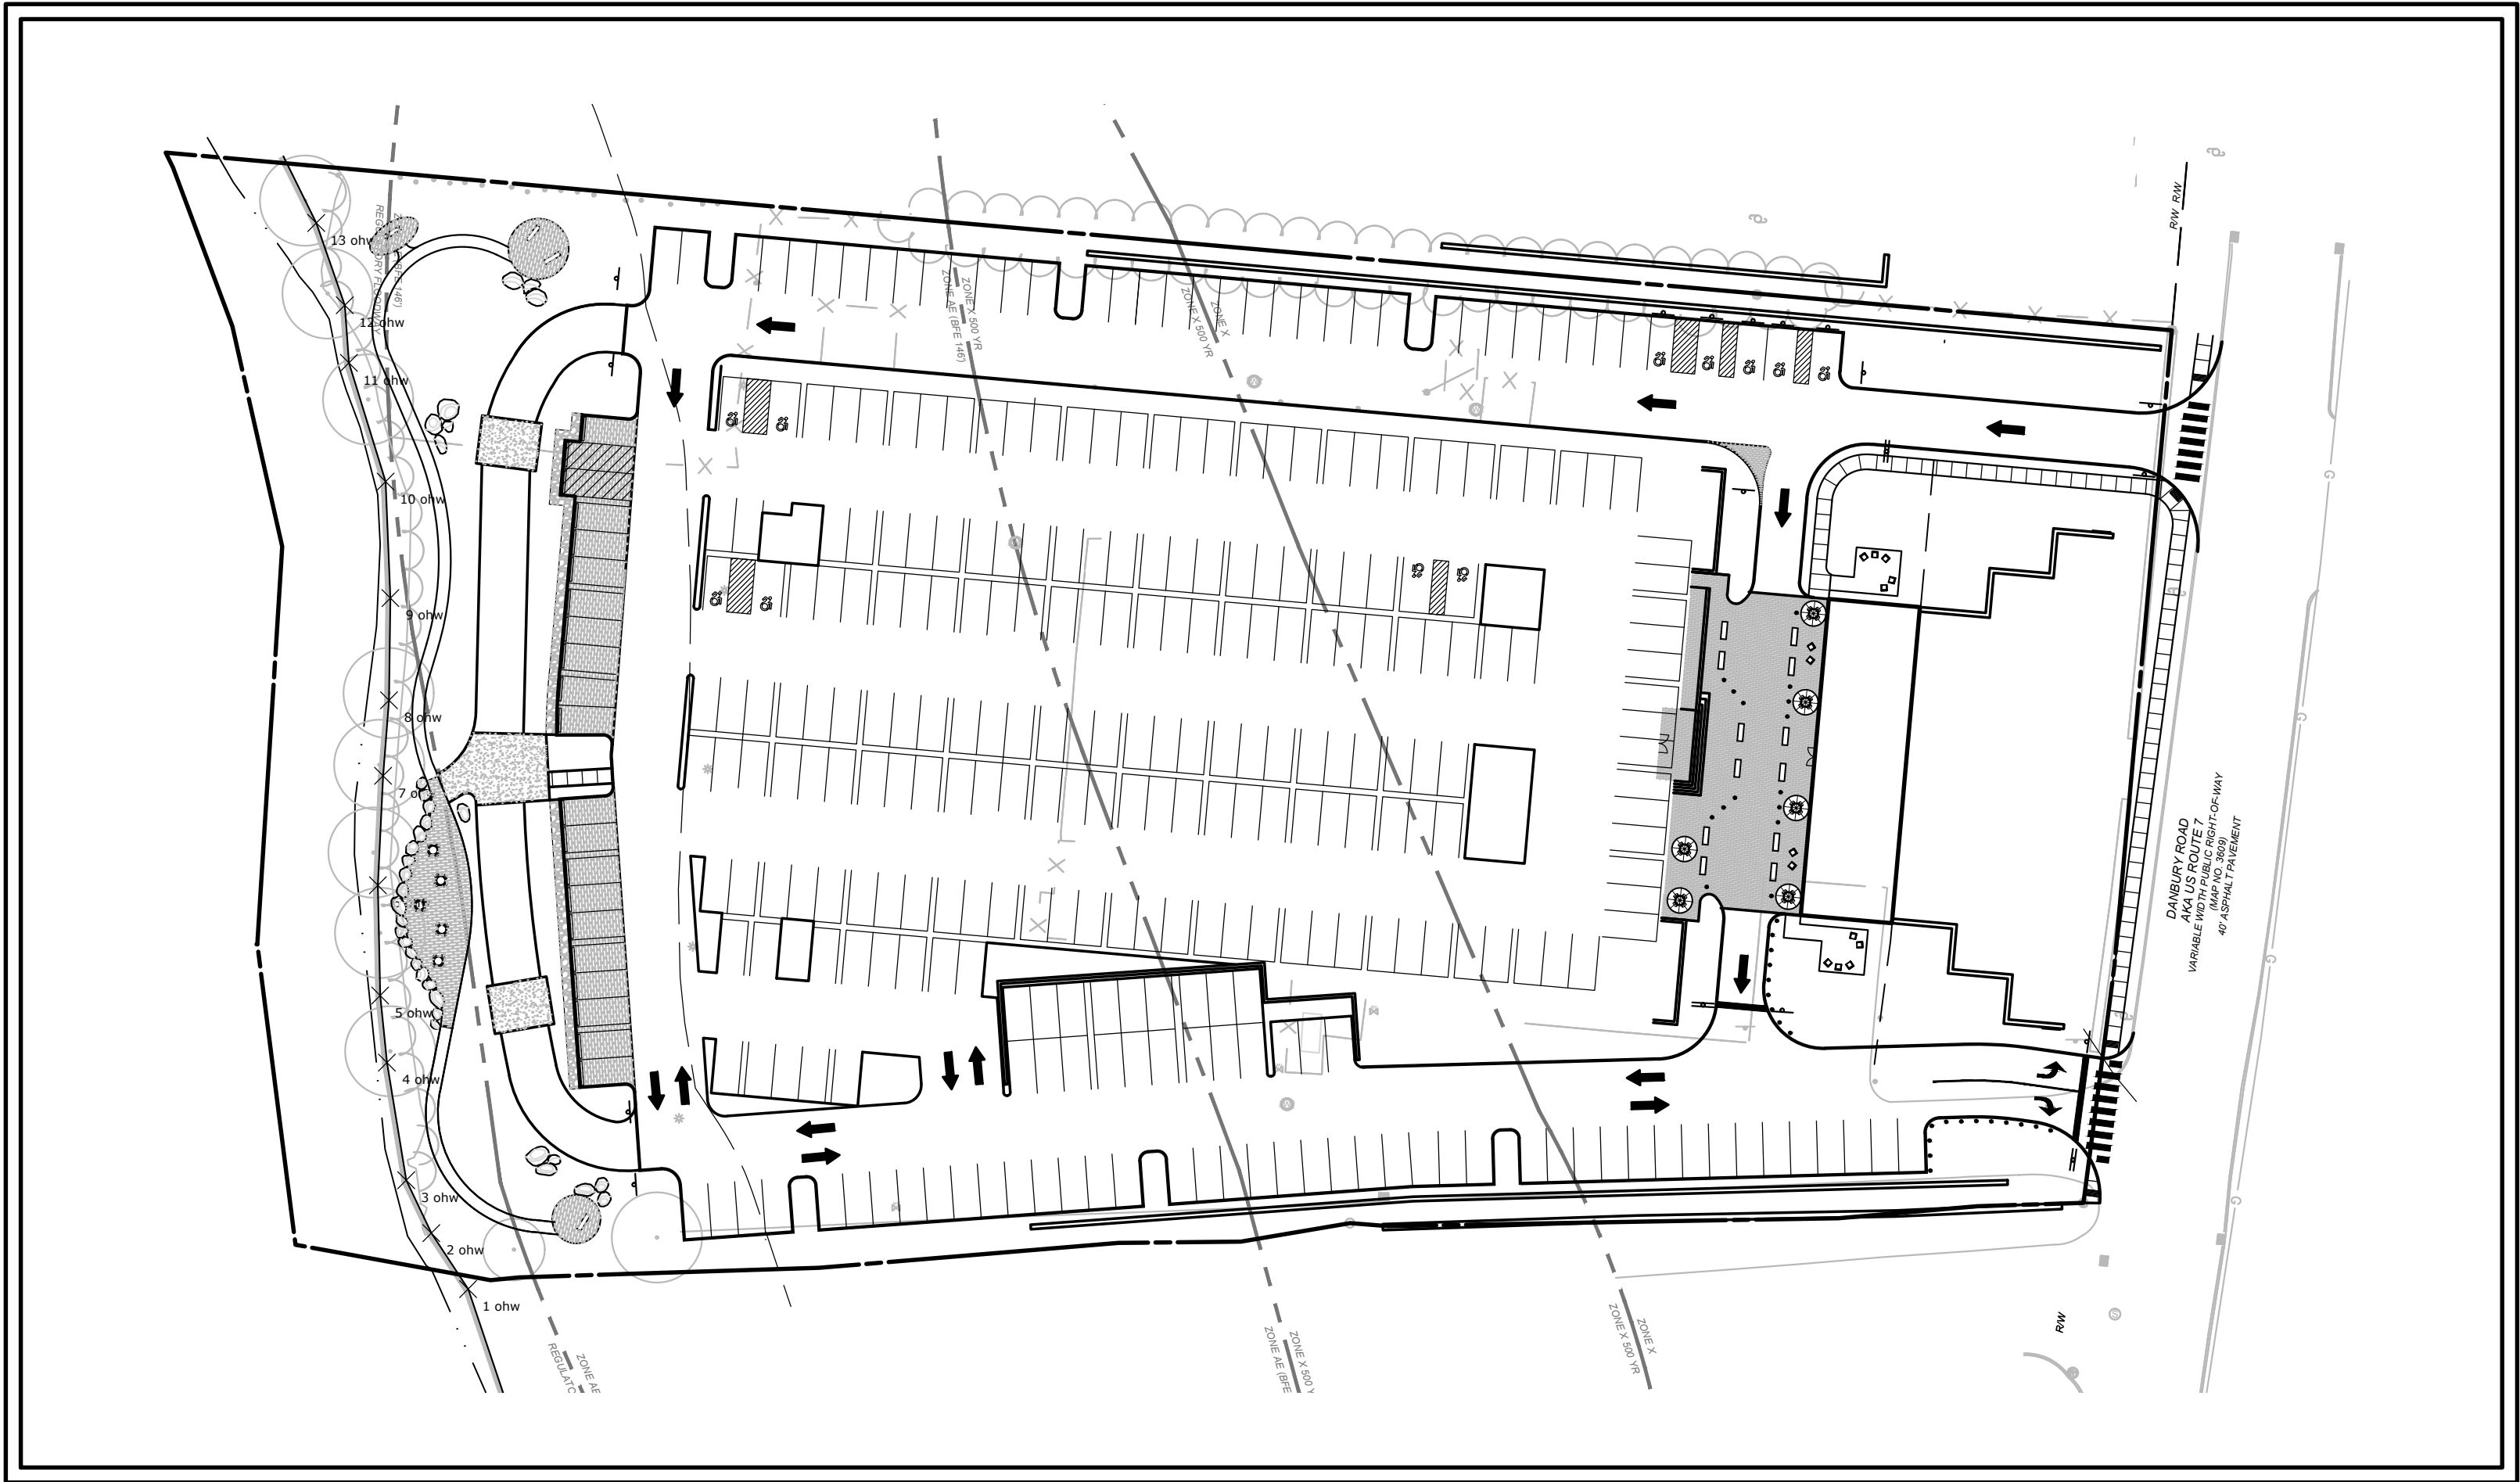 R/W R/W
REGULATORY FLOODWAY
13 ohw
12 ohw
11 ohw
10 ohw
9 ohw
8 ohw
7 o
5 ohw
4 ohw
3 ohw
2 ohw
1 ohw
ZONE X 500 YR
ZONE AE (BFE 146')
ZONE X
ZONE X 500 YR
G
G
G
G
DANBURY ROAD
AKA US ROUTE 7
VARIABLE WIDTH PUBLIC RIGHT-OF-WAY
(MAP NO. 3609)
40' ASPHALT PAVEMENT
R/W
ZONE AE
REGULATO
ZONE X 500 Y
ZONE AE (BFE
ZONE X
ZONE X 500 YR